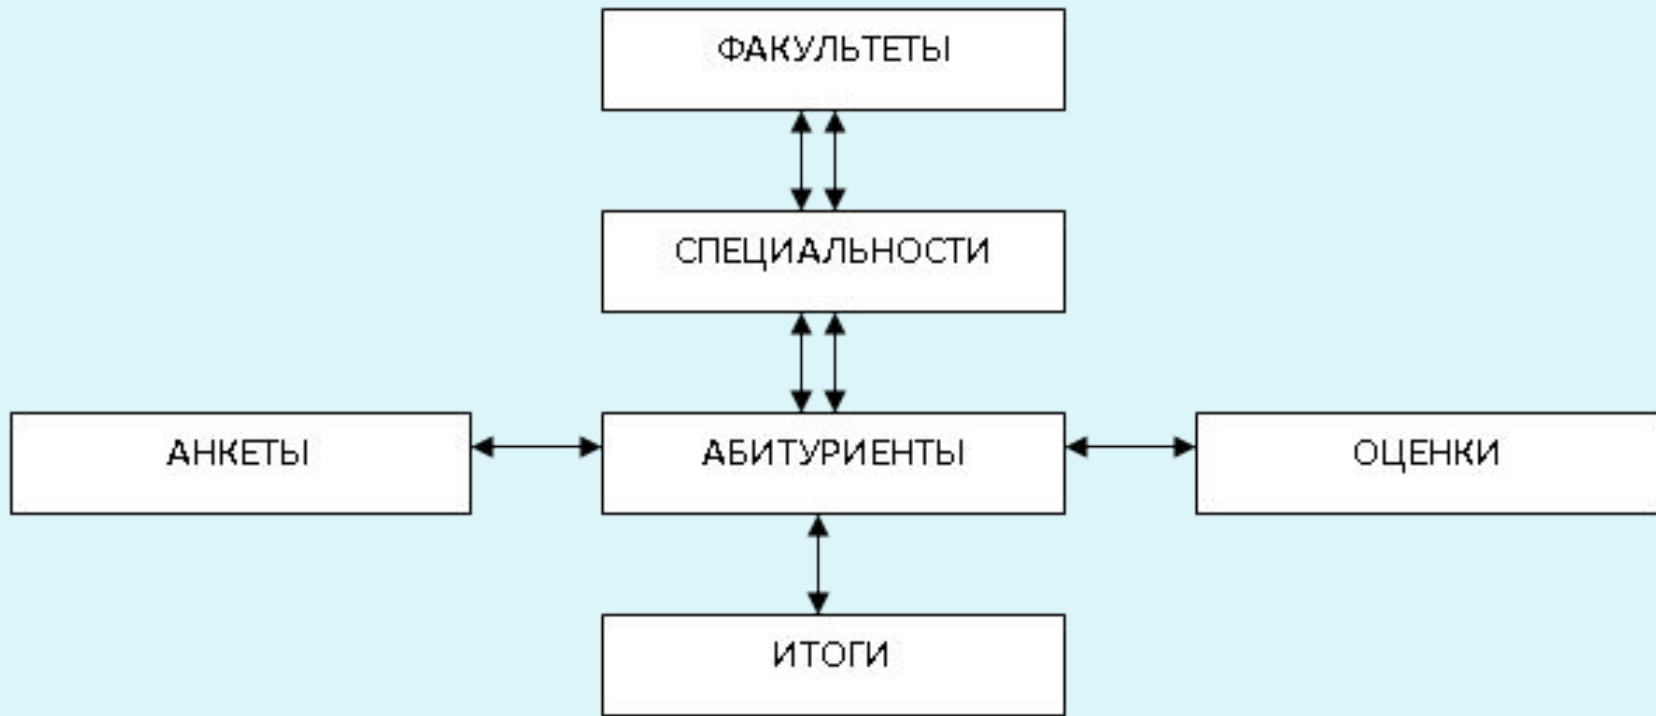 ФАКУЛЬТЕТЫ
СПЕЦИАЛЬНОСТИ
АНКЕТЫ
АБИТУРИЕНТЫ
ОЦЕНКИ
ИТОГИ